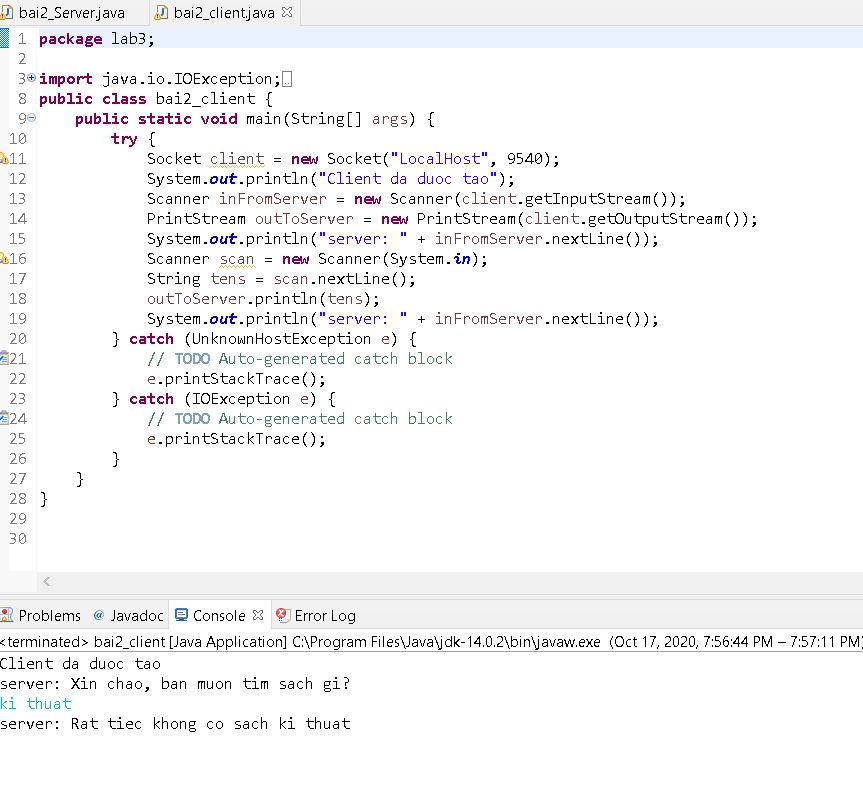 bai2_Server.java bai2_client.java
1 package lab3;
2
3 import java.io.IOException;
8 public class bai2_client {
9 public static void main(String[] args) {
10 try {
11 Socket client = new Socket("LocalHost", 9540);
12 System.out.println("Client da duoc tao");
13 Scanner inFromServer = new Scanner(client.getInputStream());
14 PrintStream outToServer = new PrintStream(client.getOutputStream());
15 System.out.println("server: " + inFromServer.nextLine());
16 Scanner scan = new Scanner(System.in);
17 String tens = scan.nextLine();
18 outToServer.println(tens);
19 System.out.println("server: " + inFromServer.nextLine());
20 } catch (UnknownHostException e) {
21 // TODO Auto-generated catch block
22 e.printStackTrace();
23 } catch (IOException e) {
24 // TODO Auto-generated catch block
25 e.printStackTrace();
26 }
27 }
28 }
29
30
Problems @ Javadoc Console Error Log
<terminated> bai2_client [Java Application] C:\Program Files\Java\jdk-14.0.2\bin\javaw.exe (Oct 17, 2020, 7:56:44 PM – 7:57:11 PM)
Client da duoc tao
server: Xin chao, ban muon tim sach gi?
ki thuat
server: Rat tiec khong co sach ki thuat